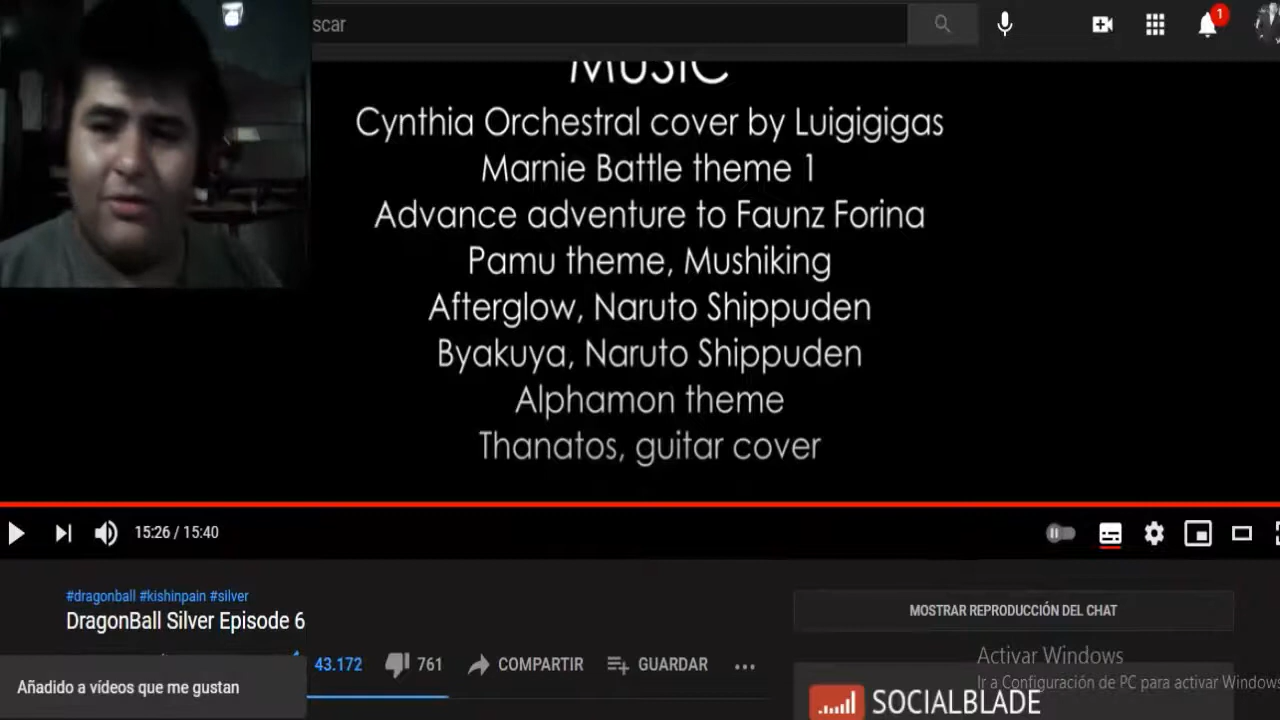 scar
1
MUSIC
Cynthia Orchestral cover by Luigigigas
Marnie Battle theme 1
Advance adventure to Faunz Forina
Pamu theme, Mushiking
Afterglow, Naruto Shippuden
Byakuya, Naruto Shippuden
Alphamon theme
Thanatos, guitar cover
15:26 / 15:40
#dragonball #kishinpain #silver
DragonBall Silver Episode 6
43.172 761 COMPARTIR GUARDAR
Añadido a vídeos que me gustan
MOSTRAR REPRODUCCIÓN DEL CHAT
Activar Windows
Ir a Configuración de PC para activar Windows
SOCIALBLADE